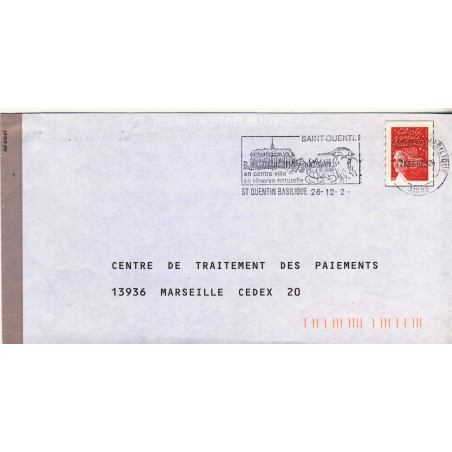 SAINT-QUENTIN
en centre ville
sa réserve naturelle
ST QUENTIN BASILIQUE 28-12-2-
CENTRE DE TRAITEMENT DES PAIEMENTS
13936 MARSEILLE CEDEX 20